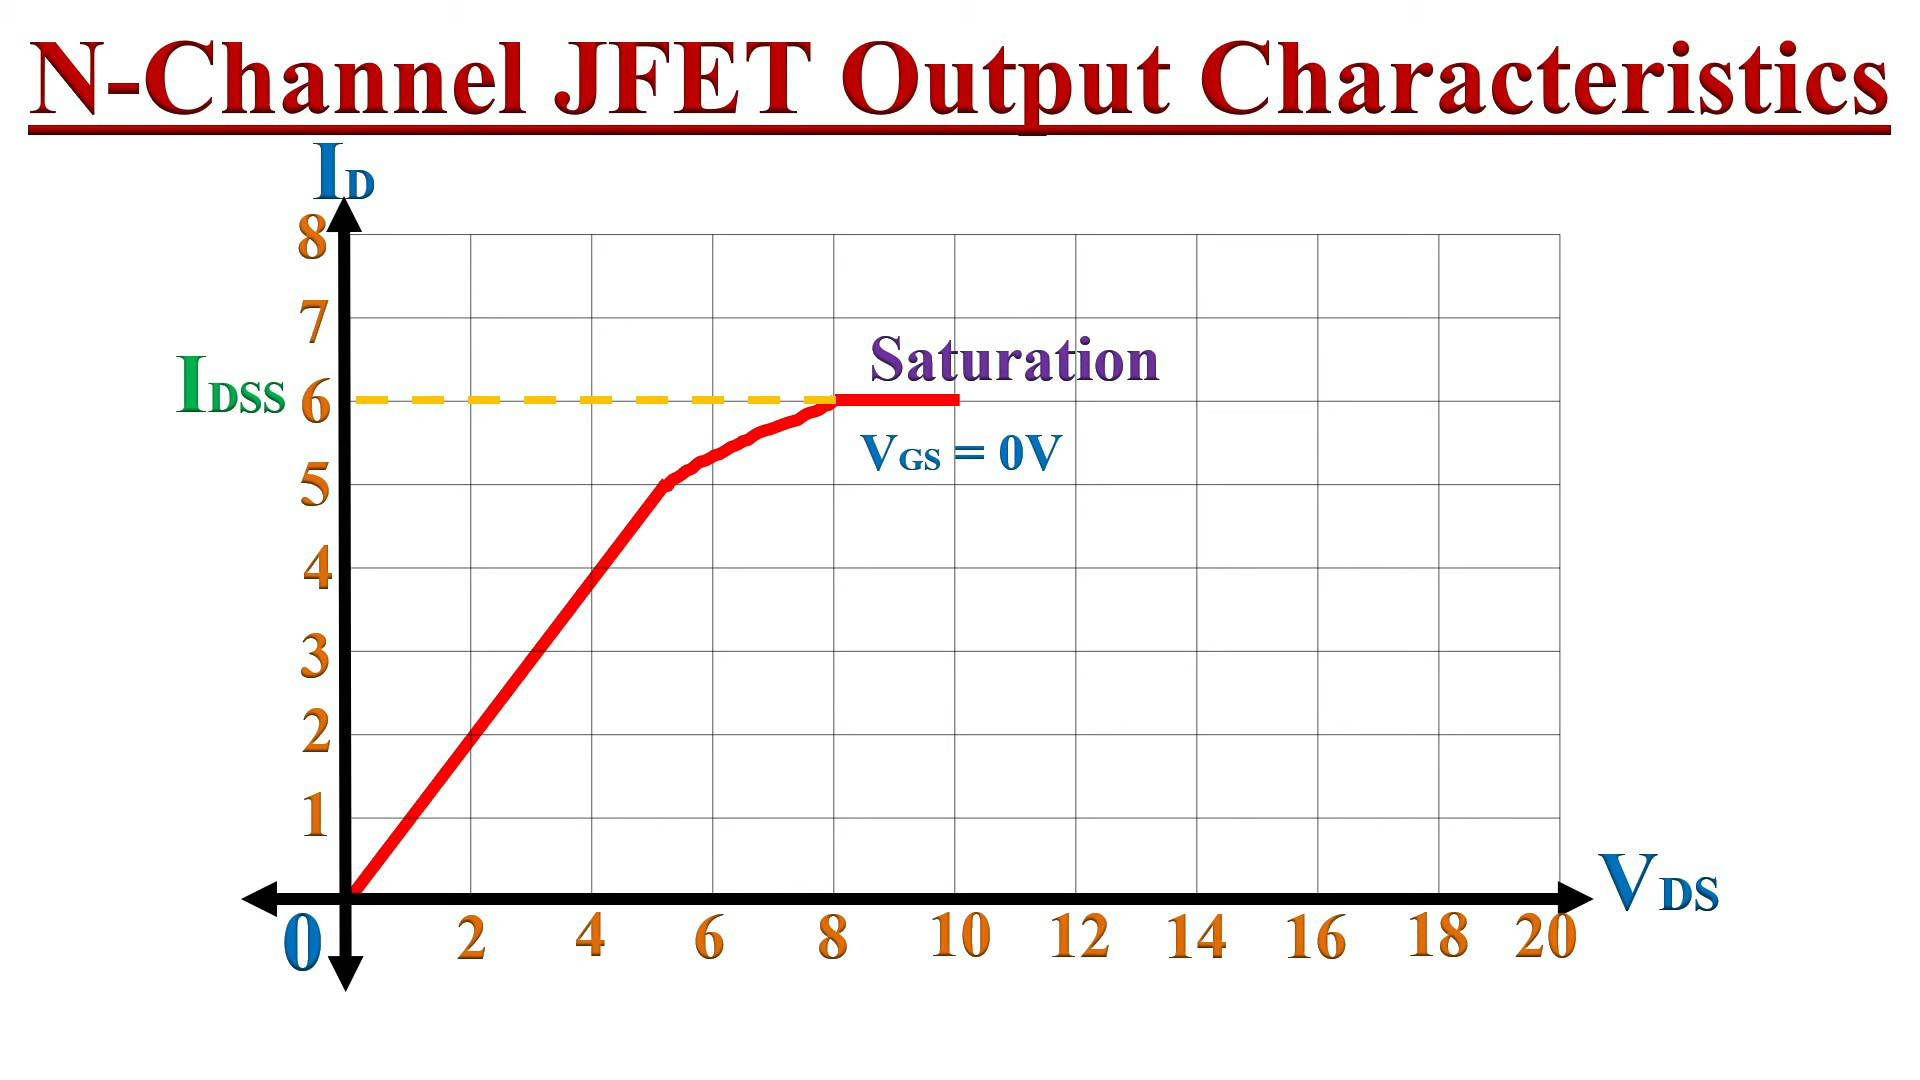 N-Channel JFET Output Characteristics
ID
8
7
Saturation
IDSS 6
VGS = 0V
5
4
3
2
1
VDS
0 2 4 6 8 10 12 14 16 18 20